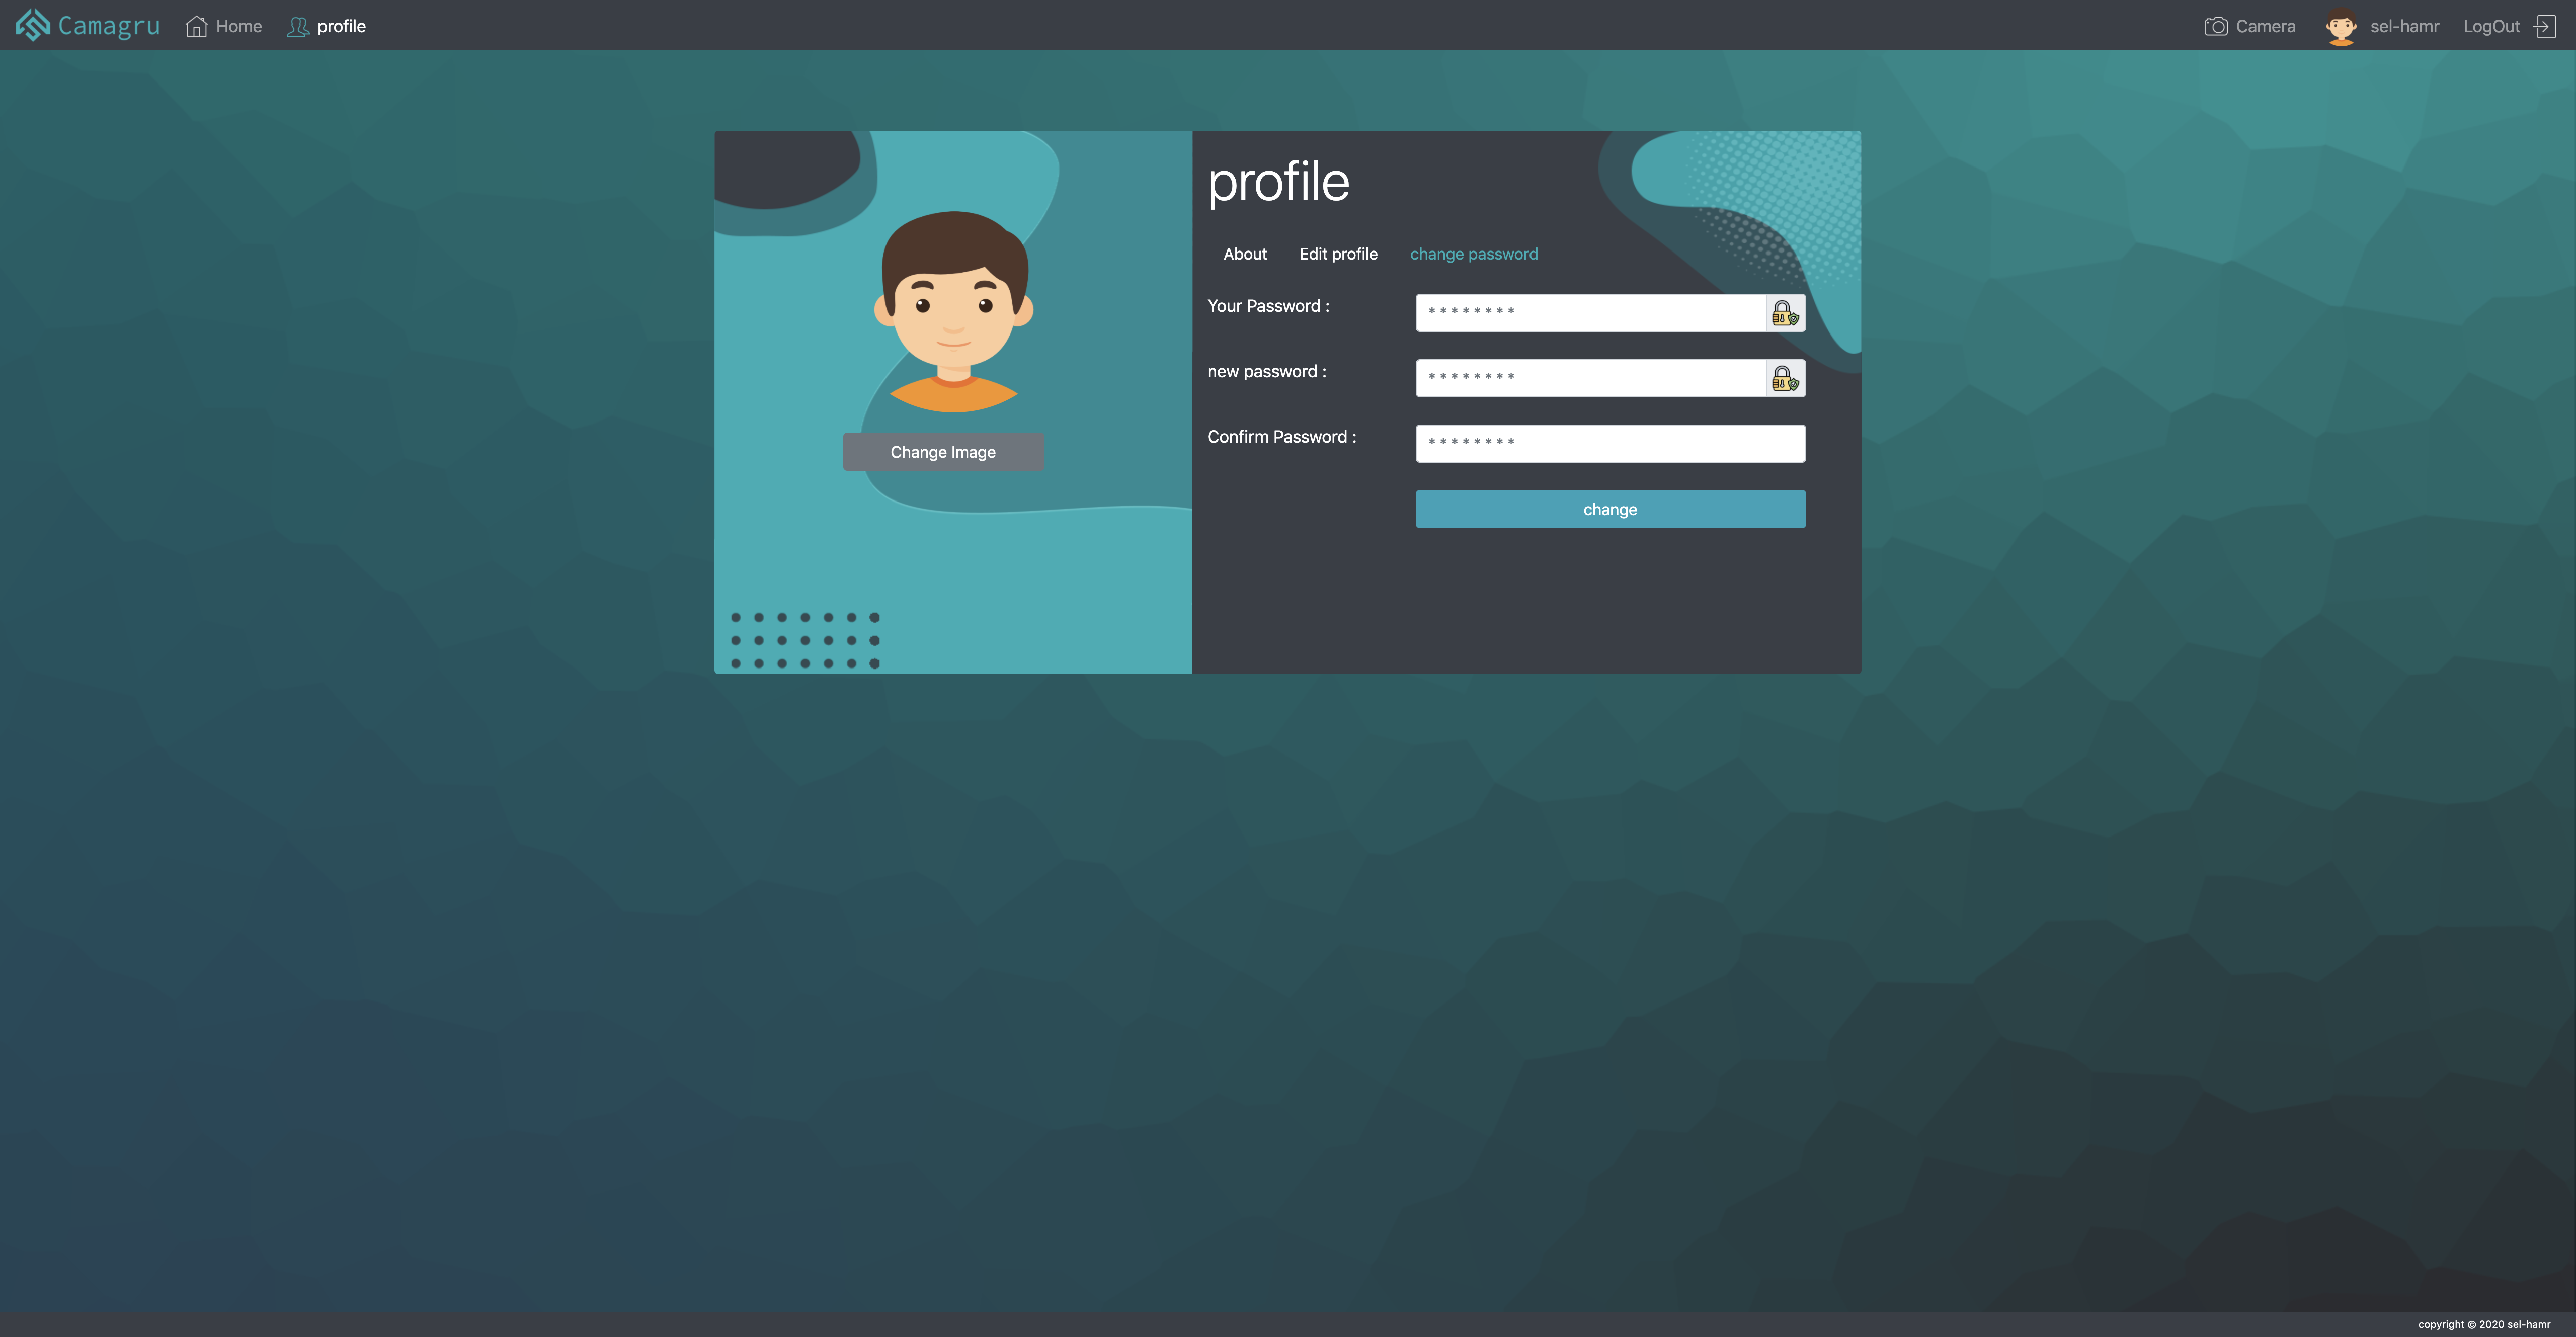 Camagru Home profile Camera sel-hamr LogOut
profile
About Edit profile change password
Your Password : * * * * * * * *
new password : * * * * * * * *
Confirm Password : * * * * * * * *
Change Image
change
copyright © 2020 sel-hamr